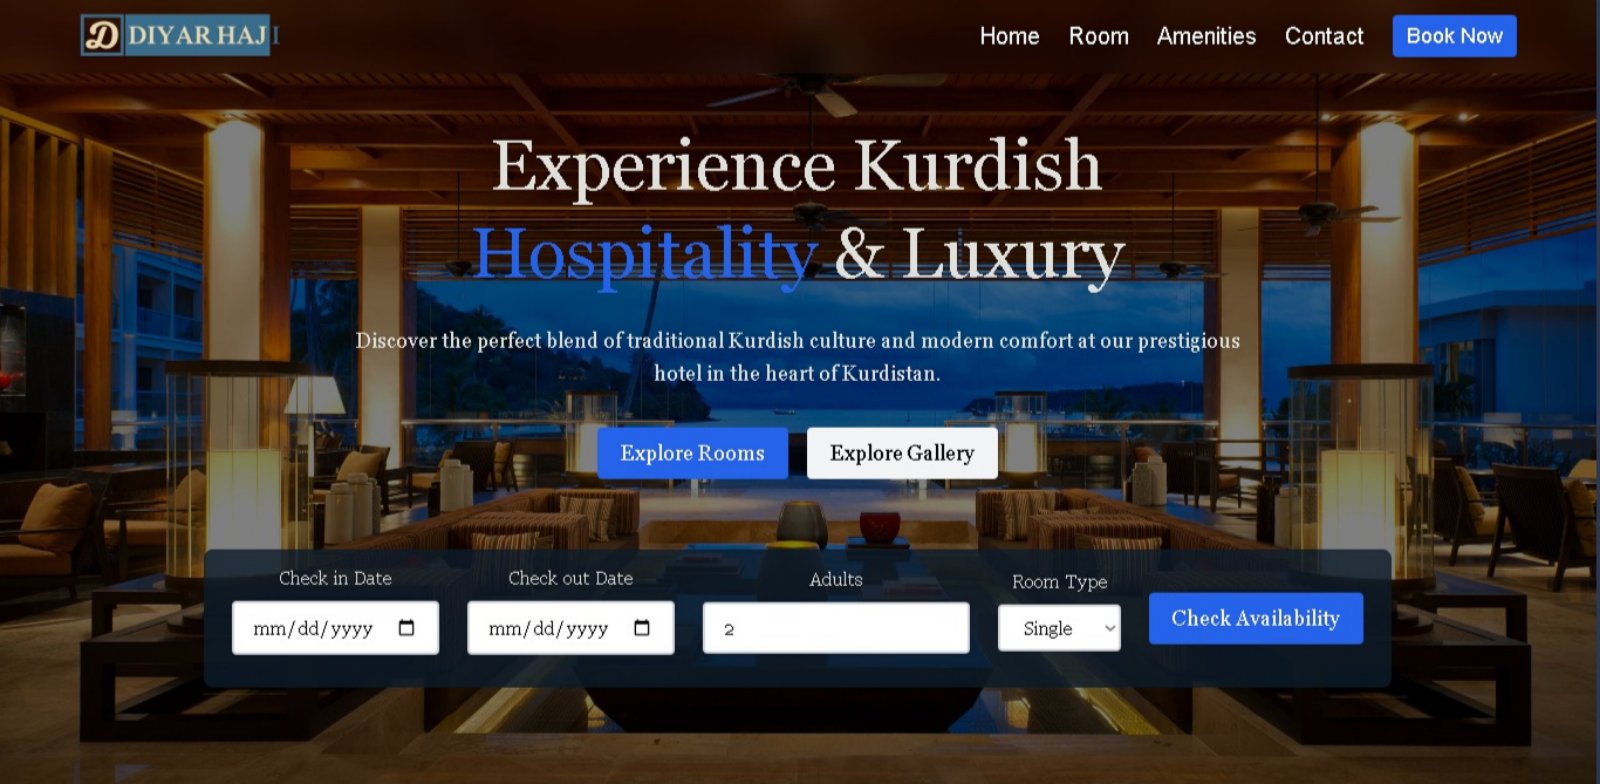 D DIYAR HAJI
Home Room Amenities Contact Book Now
Experience Kurdish
Hospitality & Luxury
Discover the perfect blend of traditional Kurdish culture and modern comfort at our prestigious
hotel in the heart of Kurdistan.
Explore Rooms Explore Gallery
Check in Date Check out Date Adults Room Type
mm/dd/yyyy mm/dd/yyyy 2 Single Check Availability